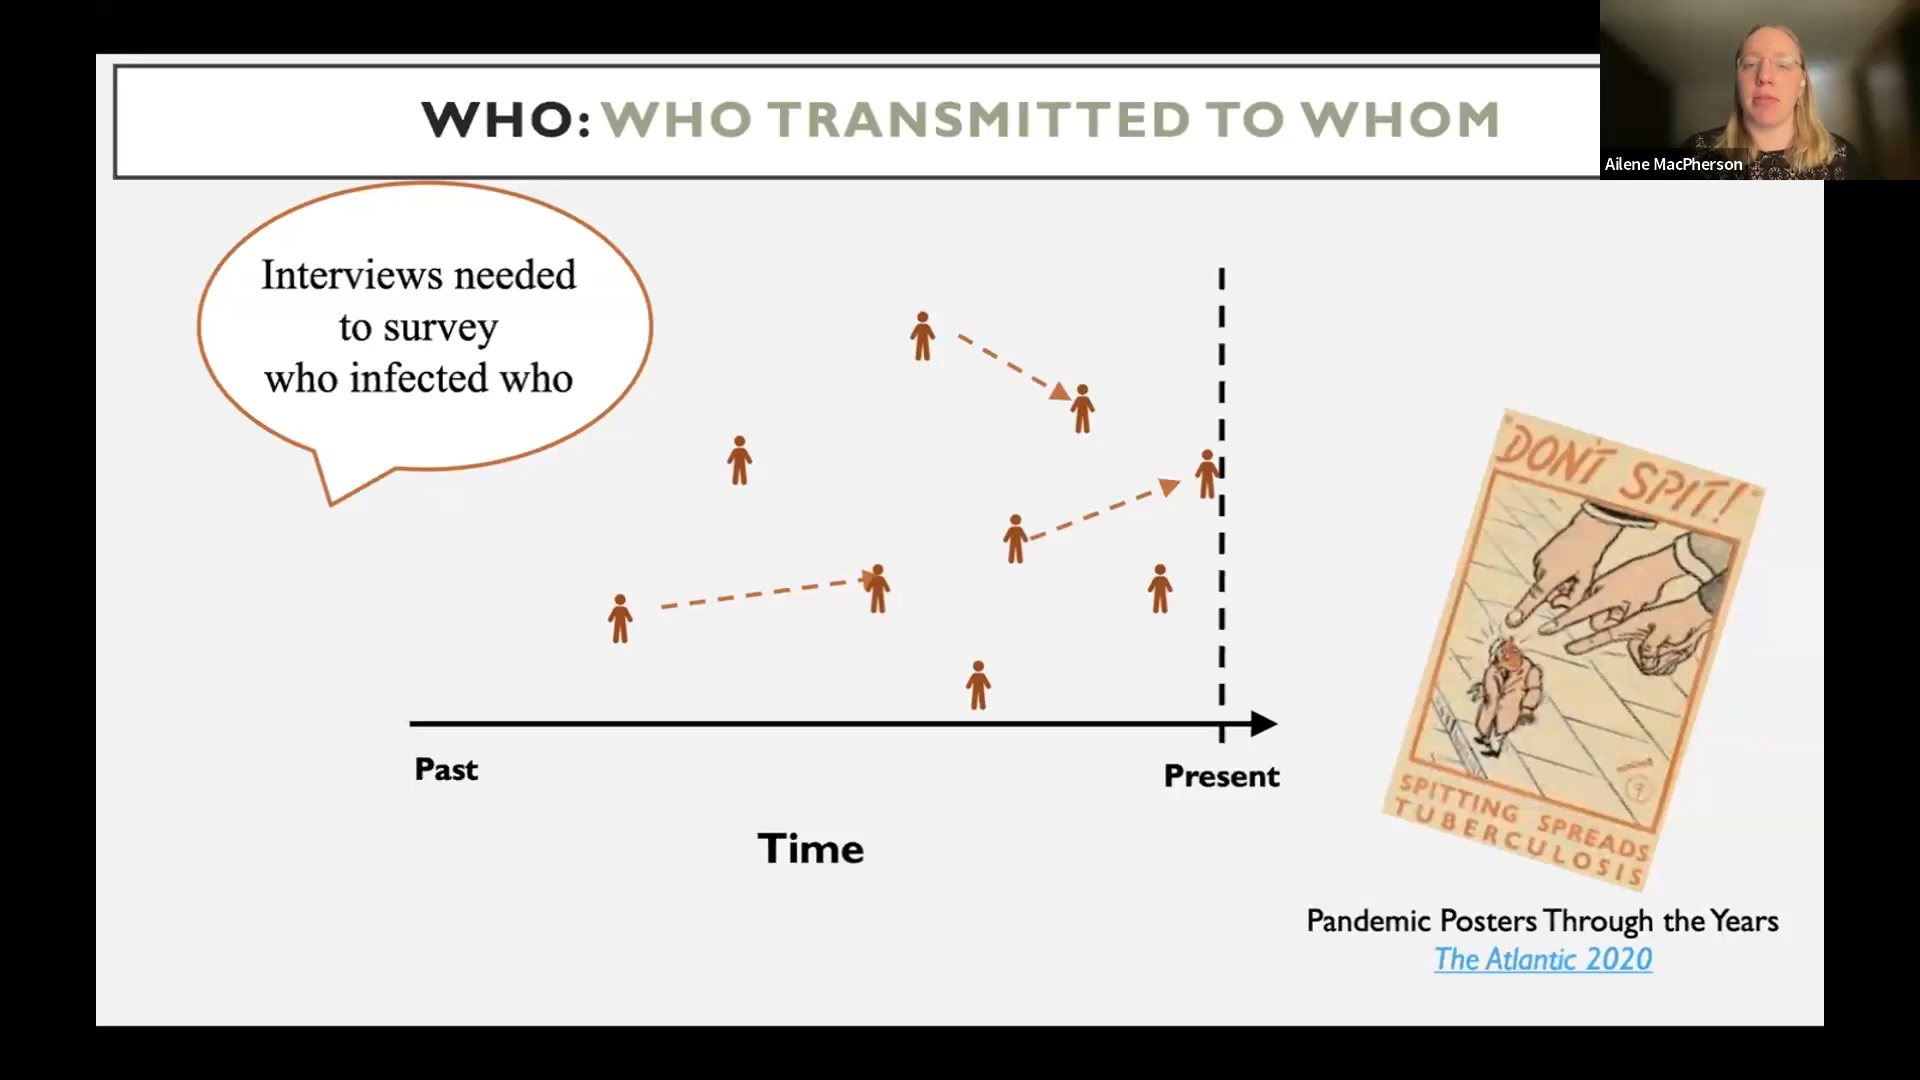 WHO: WHO TRANSMITTED TO WHOM
Ailene MacPherson
Interviews needed
to survey
who infected who
"DON'T SPIT!"
SPITTING SPREADS
TUBERCULOSIS
Past
Present
Time
Pandemic Posters Through the Years
The Atlantic 2020